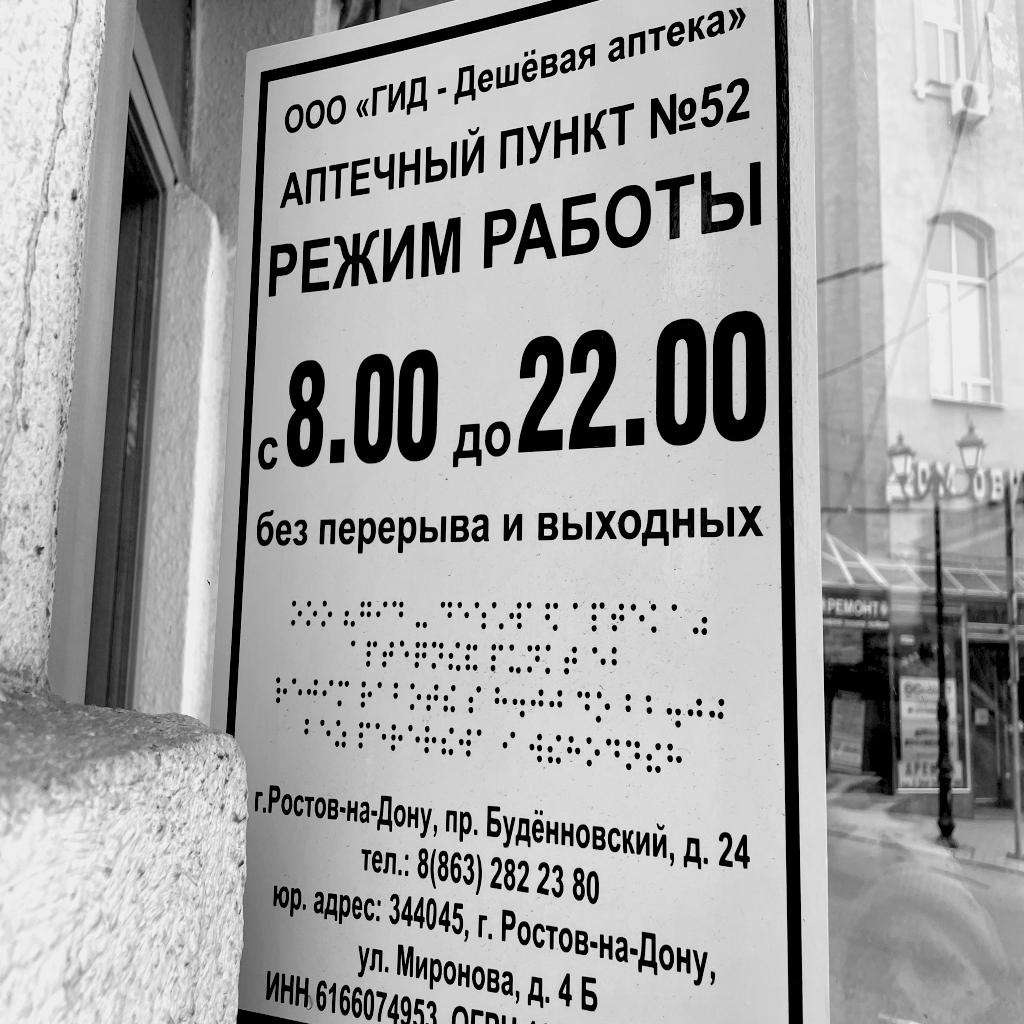 ООО «ГИД - Дешёвая аптека»
АПТЕЧНЫЙ ПУНКТ №52
РЕЖИМ РАБОТЫ
с 8.00 до 22.00
без перерыва и выходных
г.Ростов-на-Дону, пр. Будённовский, д. 24
тел.: 8(863) 282 23 80
юр. адрес: 344045, г. Ростов-на-Дону,
ул. Миронова, д. 4 Б
ИНН 6166074953, ОГРН
РЕМОНТ